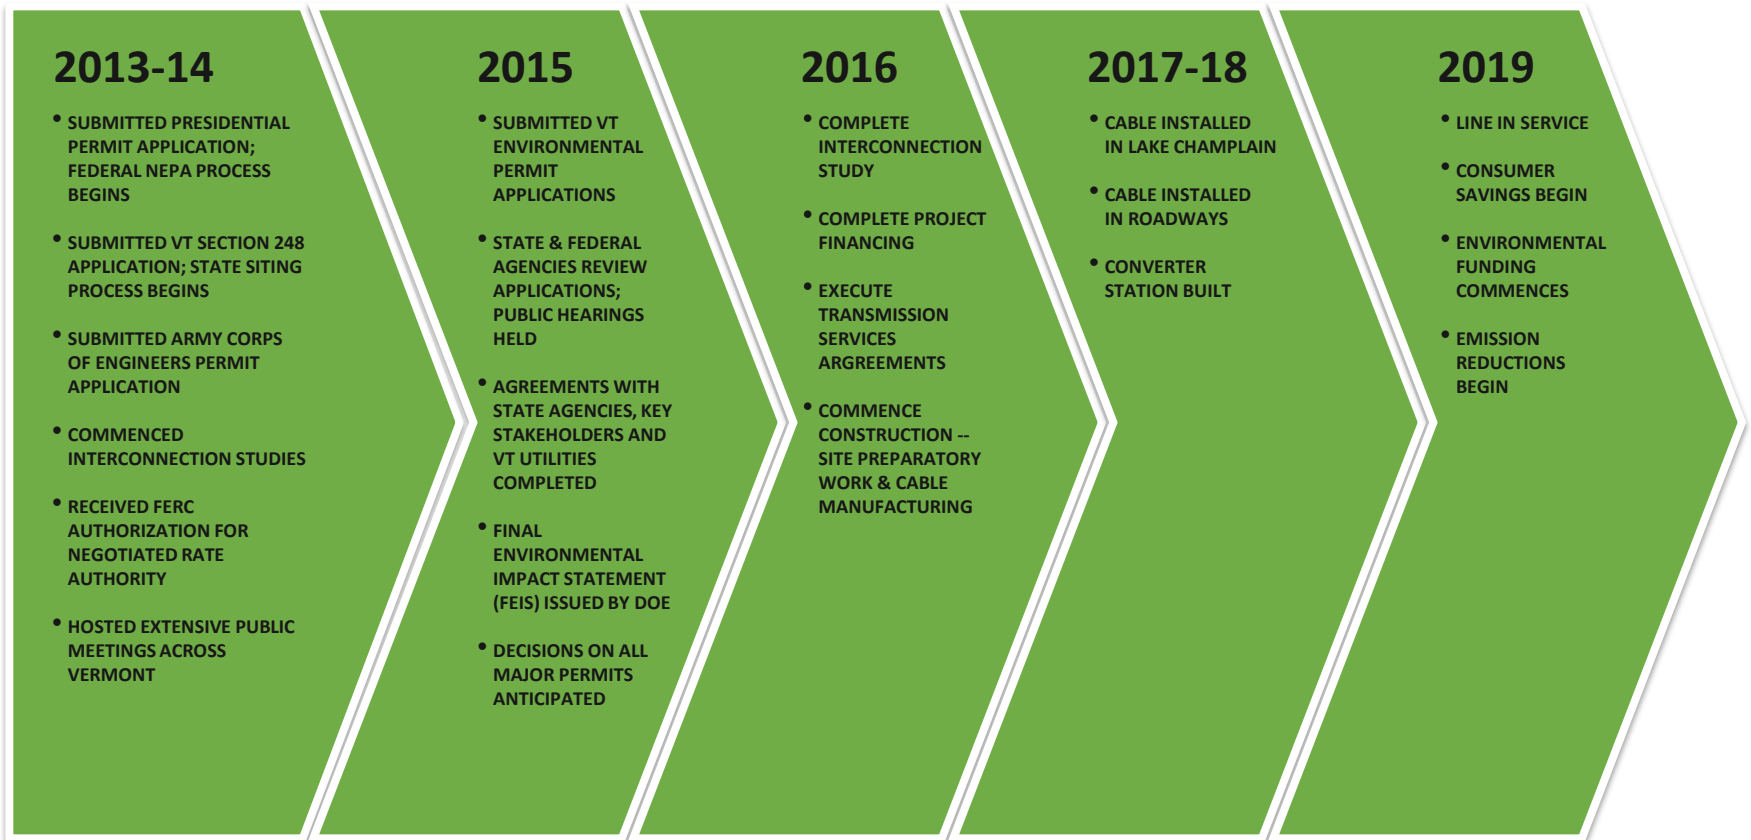 2013-14
• SUBMITTED PRESIDENTIAL
PERMIT APPLICATION;
FEDERAL NEPA PROCESS
BEGINS
• SUBMITTED VT SECTION 248
APPLICATION; STATE SITING
PROCESS BEGINS
• SUBMITTED ARMY CORPS
OF ENGINEERS PERMIT
APPLICATION
• COMMENCED
INTERCONNECTION STUDIES
• RECEIVED FERC
AUTHORIZATION FOR
NEGOTIATED RATE
AUTHORITY
• HOSTED EXTENSIVE PUBLIC
MEETINGS ACROSS
VERMONT
2015
• SUBMITTED VT
ENVIRONMENTAL
PERMIT
APPLICATIONS
• STATE & FEDERAL
AGENCIES REVIEW
APPLICATIONS;
PUBLIC HEARINGS
HELD
• AGREEMENTS WITH
STATE AGENCIES, KEY
STAKEHOLDERS AND
VT UTILITIES
COMPLETED
• FINAL
ENVIRONMENTAL
IMPACT STATEMENT
(FEIS) ISSUED BY DOE
• DECISIONS ON ALL
MAJOR PERMITS
ANTICIPATED
2016
• COMPLETE
INTERCONNECTION
STUDY
• COMPLETE PROJECT
FINANCING
• EXECUTE
TRANSMISSION
SERVICES
ARGREEMENTS
• COMMENCE
CONSTRUCTION --
SITE PREPARATORY
WORK & CABLE
MANUFACTURING
2017-18
• CABLE INSTALLED
IN LAKE CHAMPLAIN
• CABLE INSTALLED
IN ROADWAYS
• CONVERTER
STATION BUILT
2019
• LINE IN SERVICE
• CONSUMER
SAVINGS BEGIN
• ENVIRONMENTAL
FUNDING
COMMENCES
• EMISSION
REDUCTIONS
BEGIN